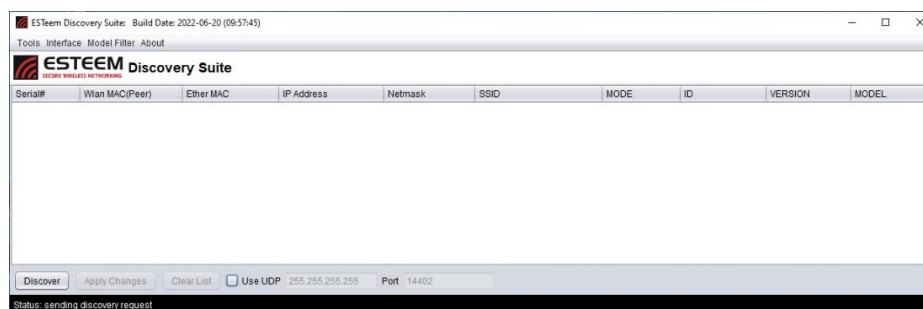 ESTeem Discovery Suite: Build Date: 2022-06-20 (09:57:45)
Tools Interface Model Filter About
ESTEEM Discovery Suite
SECURE WIRELESS NETWORKING
Serial# Wlan MAC(Peer) Ether MAC IP Address Netmask SSID MODE ID VERSION MODEL
Discover Apply Changes Clear List Use UDP 255.255.255.255 Port 14402
Status: sending discovery request